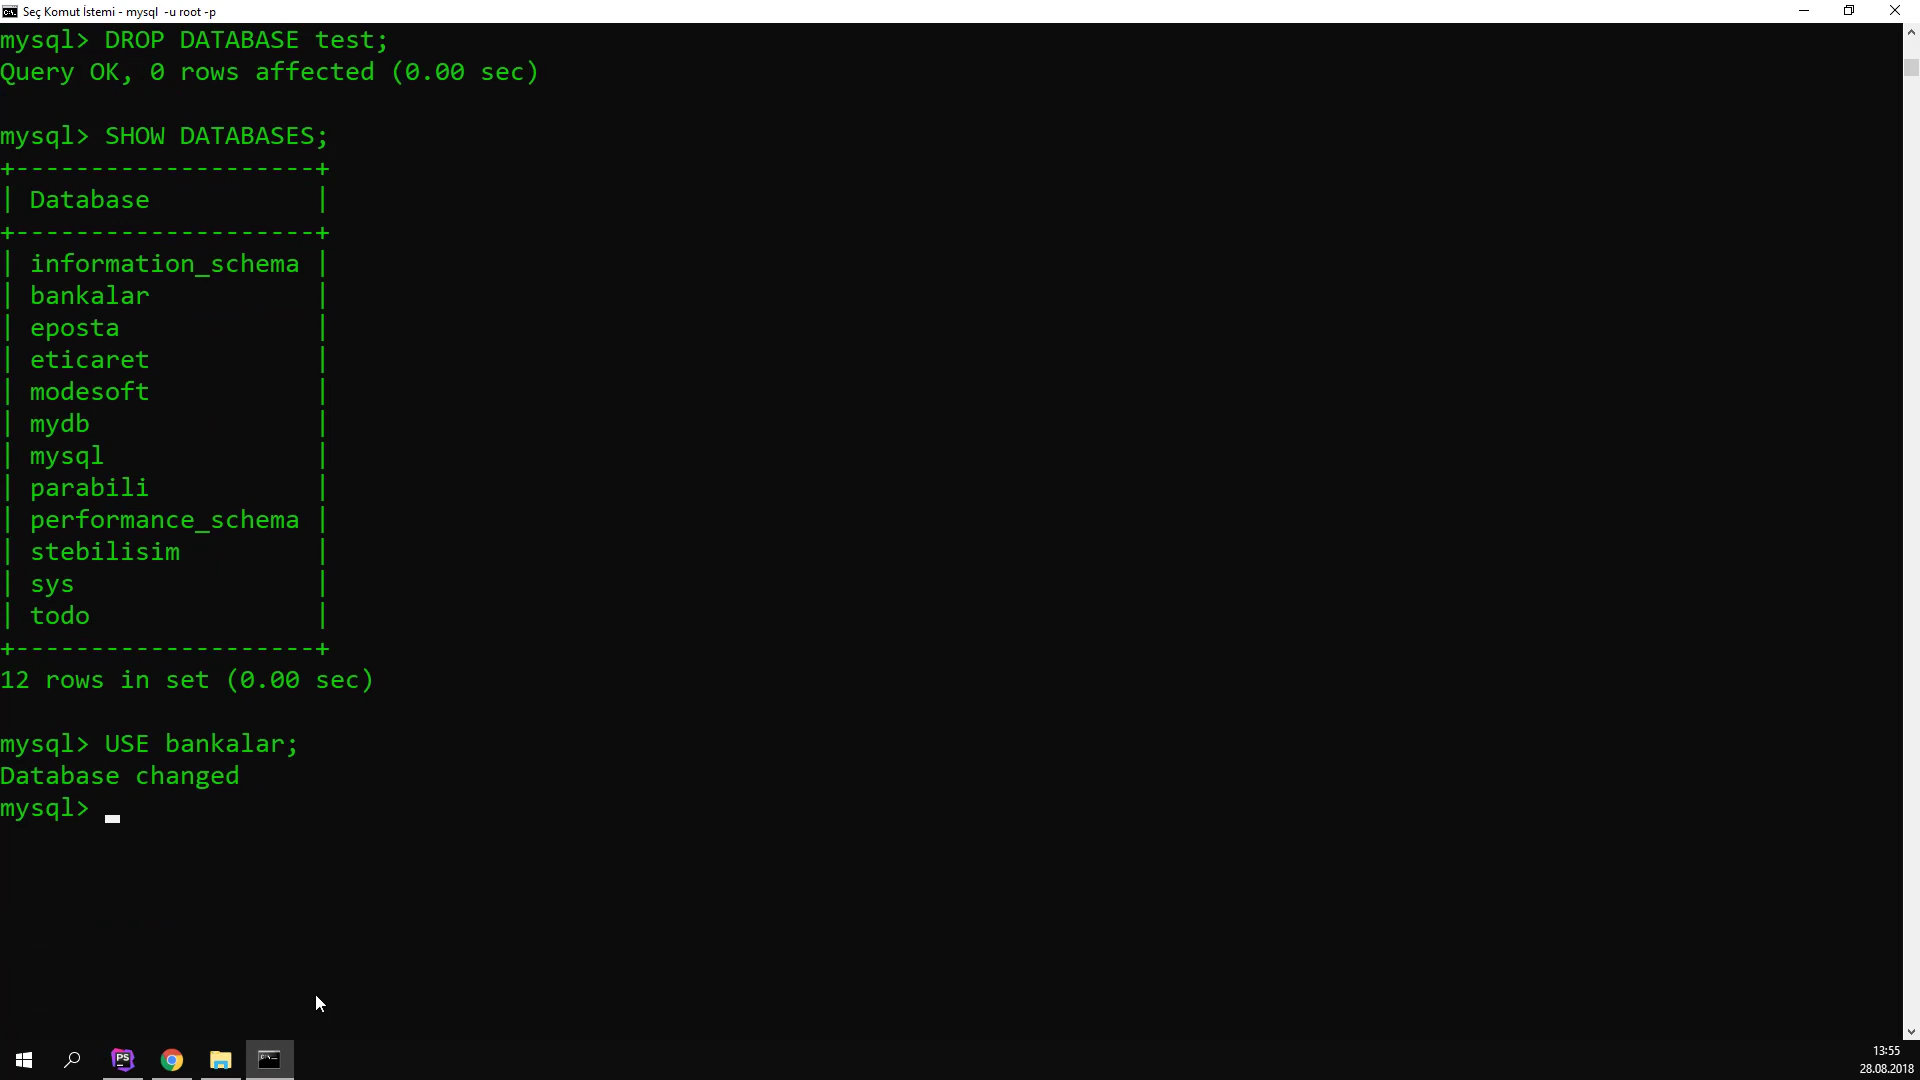 Seç Komut İstemi - mysql  -u root -p
mysql> DROP DATABASE test;
Query OK, 0 rows affected (0.00 sec)
mysql> SHOW DATABASES;
+--------------------+
| Database           |
+--------------------+
| information_schema |
| bankalar           |
| eposta             |
| eticaret           |
| modesoft           |
| mydb               |
| mysql              |
| parabili           |
| performance_schema |
| stebilisim         |
| sys                |
| todo               |
+--------------------+
12 rows in set (0.00 sec)
mysql> USE bankalar;
Database changed
mysql>
PS
13:55
28.08.2018